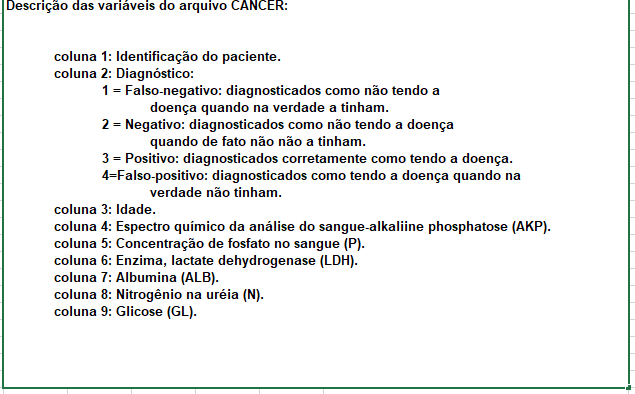 Descrição das variáveis do arquivo CANCER:
coluna 1: Identificação do paciente.
coluna 2: Diagnóstico:
1 = Falso-negativo: diagnosticados como não tendo a
doença quando na verdade a tinham.
2 = Negativo: diagnosticados como não tendo a doença
quando de fato não não a tinham.
3 = Positivo: diagnosticados corretamente como tendo a doença.
4=Falso-positivo: diagnosticados como tendo a doença quando na
verdade não tinham.
coluna 3: Idade.
coluna 4: Espectro químico da análise do sangue-alkaliine phosphatose (AKP).
coluna 5: Concentração de fosfato no sangue (P).
coluna 6: Enzima, lactate dehydrogenase (LDH).
coluna 7: Albumina (ALB).
coluna 8: Nitrogênio na uréia (N).
coluna 9: Glicose (GL).